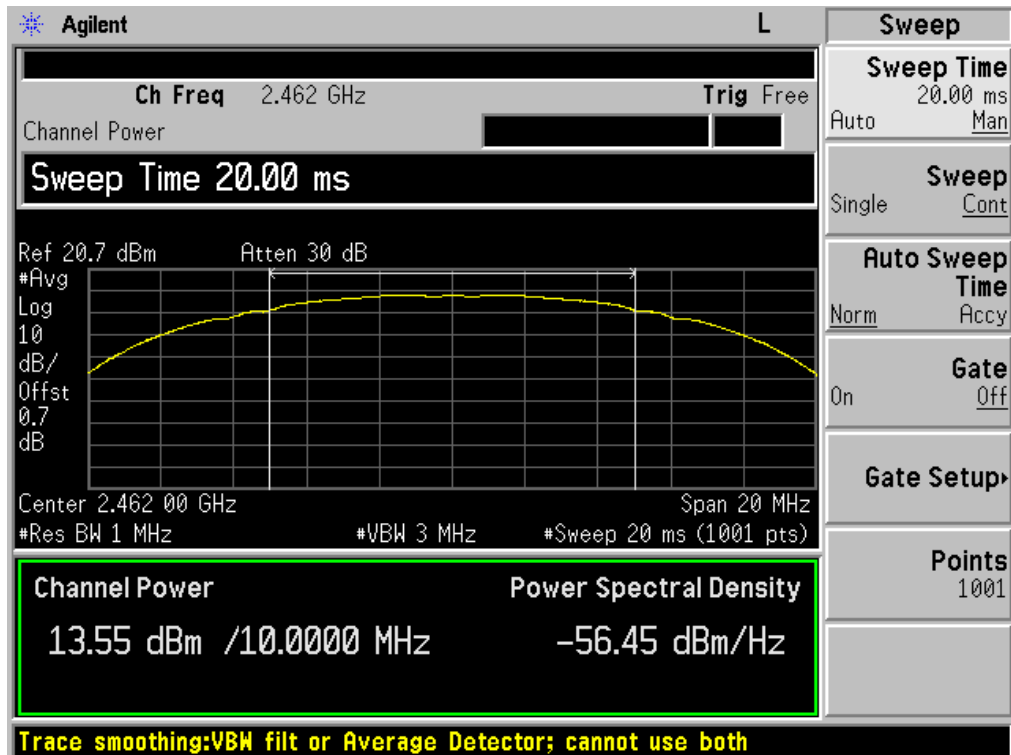 Agilent L
Ch Freq 2.462 GHz Trig Free
Channel Power
Sweep Time 20.00 ms
Ref 20.7 dBm Atten 30 dB
#Avg
Log
10
dB/
Offst
0.7
dB
Center 2.462 00 GHz Span 20 MHz
#Res BW 1 MHz #VBW 3 MHz #Sweep 20 ms (1001 pts)
Channel Power Power Spectral Density
13.55 dBm /10.0000 MHz -56.45 dBm/Hz
Trace smoothing:VBW filt or Average Detector; cannot use both
Sweep
Sweep Time
20.00 ms
Auto Man
Sweep
Single Cont
Auto Sweep
Time
Norm Accy
Gate
On Off
Gate Setup
Points
1001